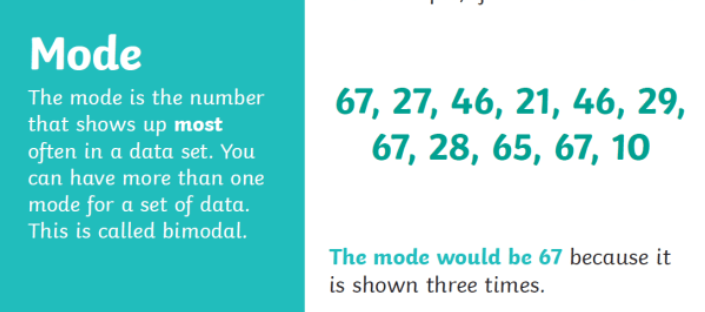 Mode
The mode is the number
that shows up most
often in a data set. You
can have more than one
mode for a set of data.
This is called bimodal.
67, 27, 46, 21, 46, 29,
67, 28, 65, 67, 10
The mode would be 67 because it
is shown three times.